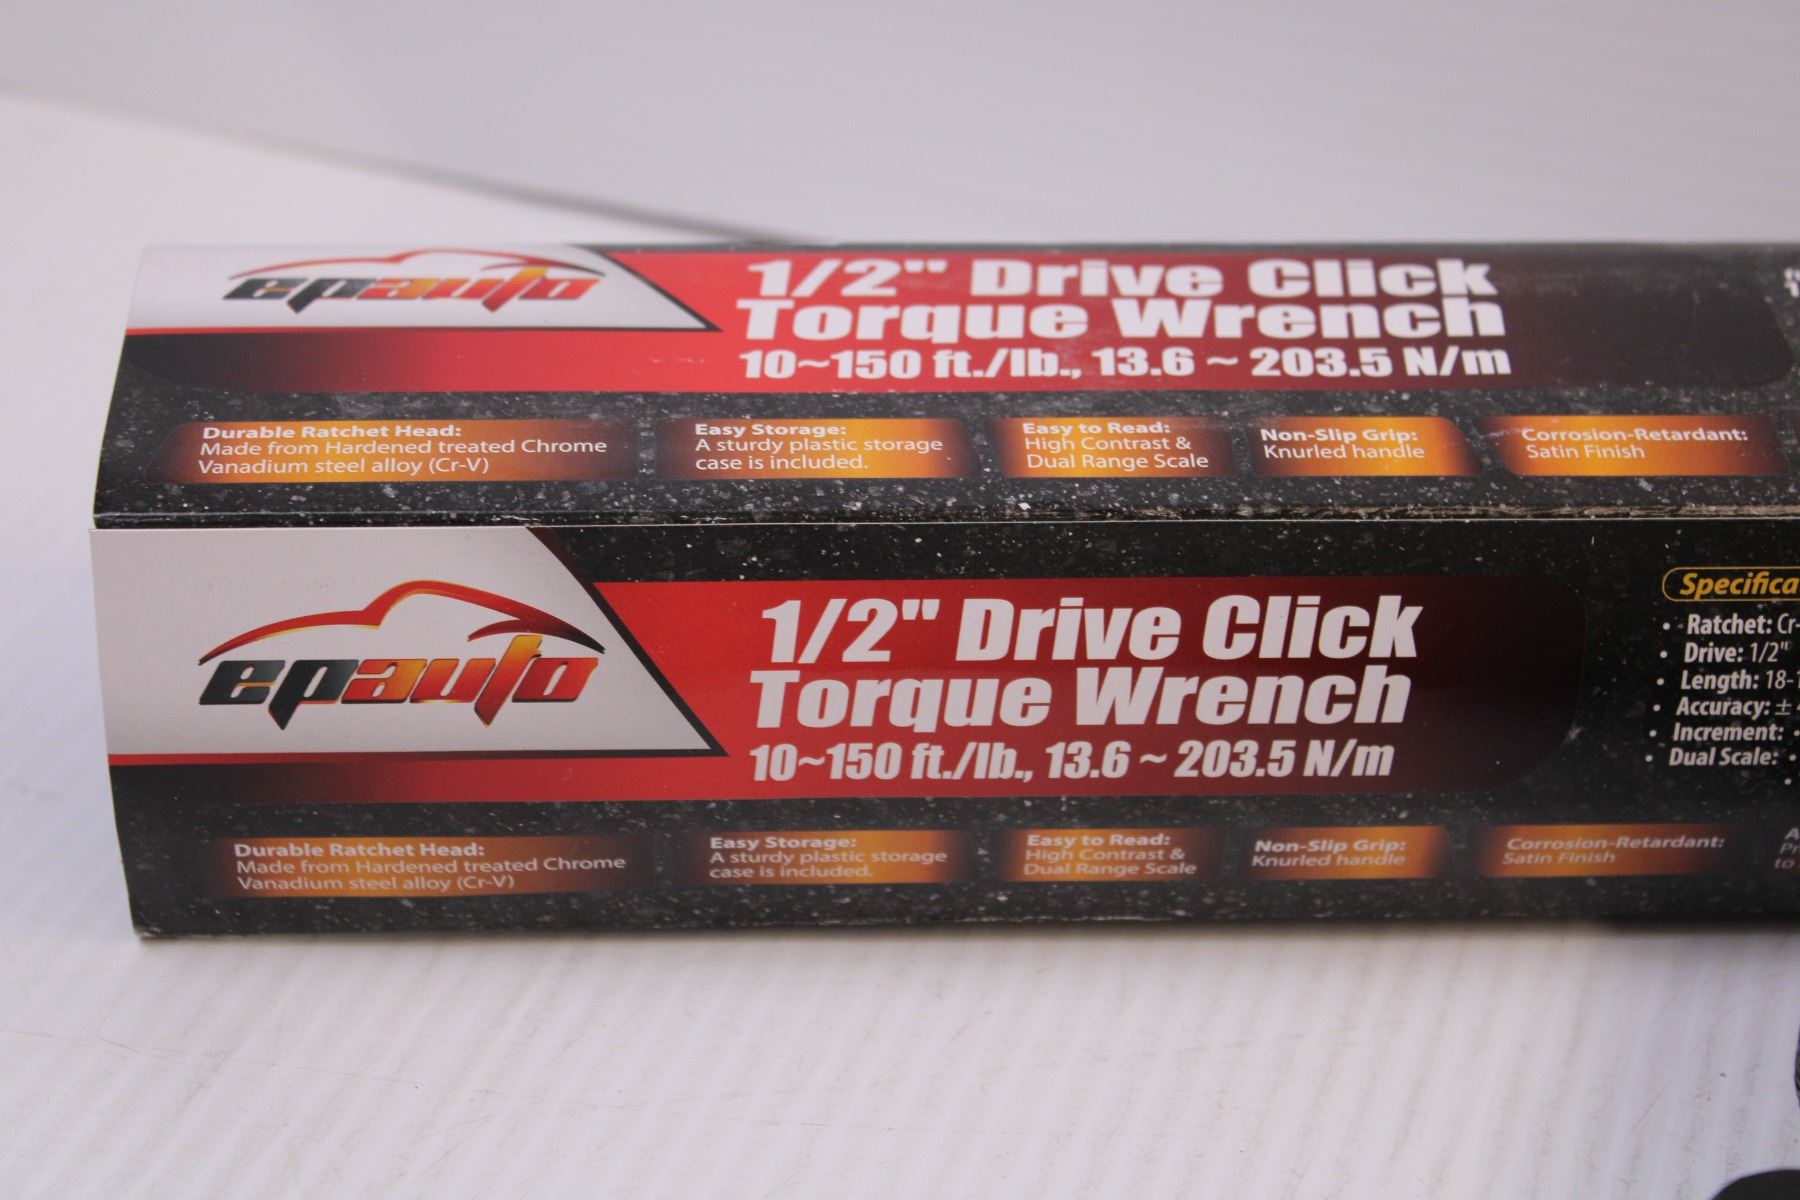 epauto
1/2" Drive Click
Torque Wrench
10~150 ft./lb., 13.6 ~ 203.5 N/m
Durable Ratchet Head:
Made from Hardened treated Chrome
Vanadium steel alloy (Cr-V)
Easy Storage:
A sturdy plastic storage
case is included.
Easy to Read:
High Contrast &
Dual Range Scale
Non-Slip Grip:
Knurled handle
Corrosion-Retardant:
Satin Finish
epauto
1/2" Drive Click
Torque Wrench
10~150 ft./lb., 13.6 ~ 203.5 N/m
Specifica
• Ratchet: Cr-
• Drive: 1/2"
• Length: 18-
• Accuracy: ±
• Increment:
• Dual Scale:
Durable Ratchet Head:
Made from Hardened treated Chrome
Vanadium steel alloy (Cr-V)
Easy Storage:
A sturdy plastic storage
case is included.
Easy to Read:
High Contrast &
Dual Range Scale
Non-Slip Grip:
Knurled handle
Corrosion-Retardant:
Satin Finish
A
Pr
to